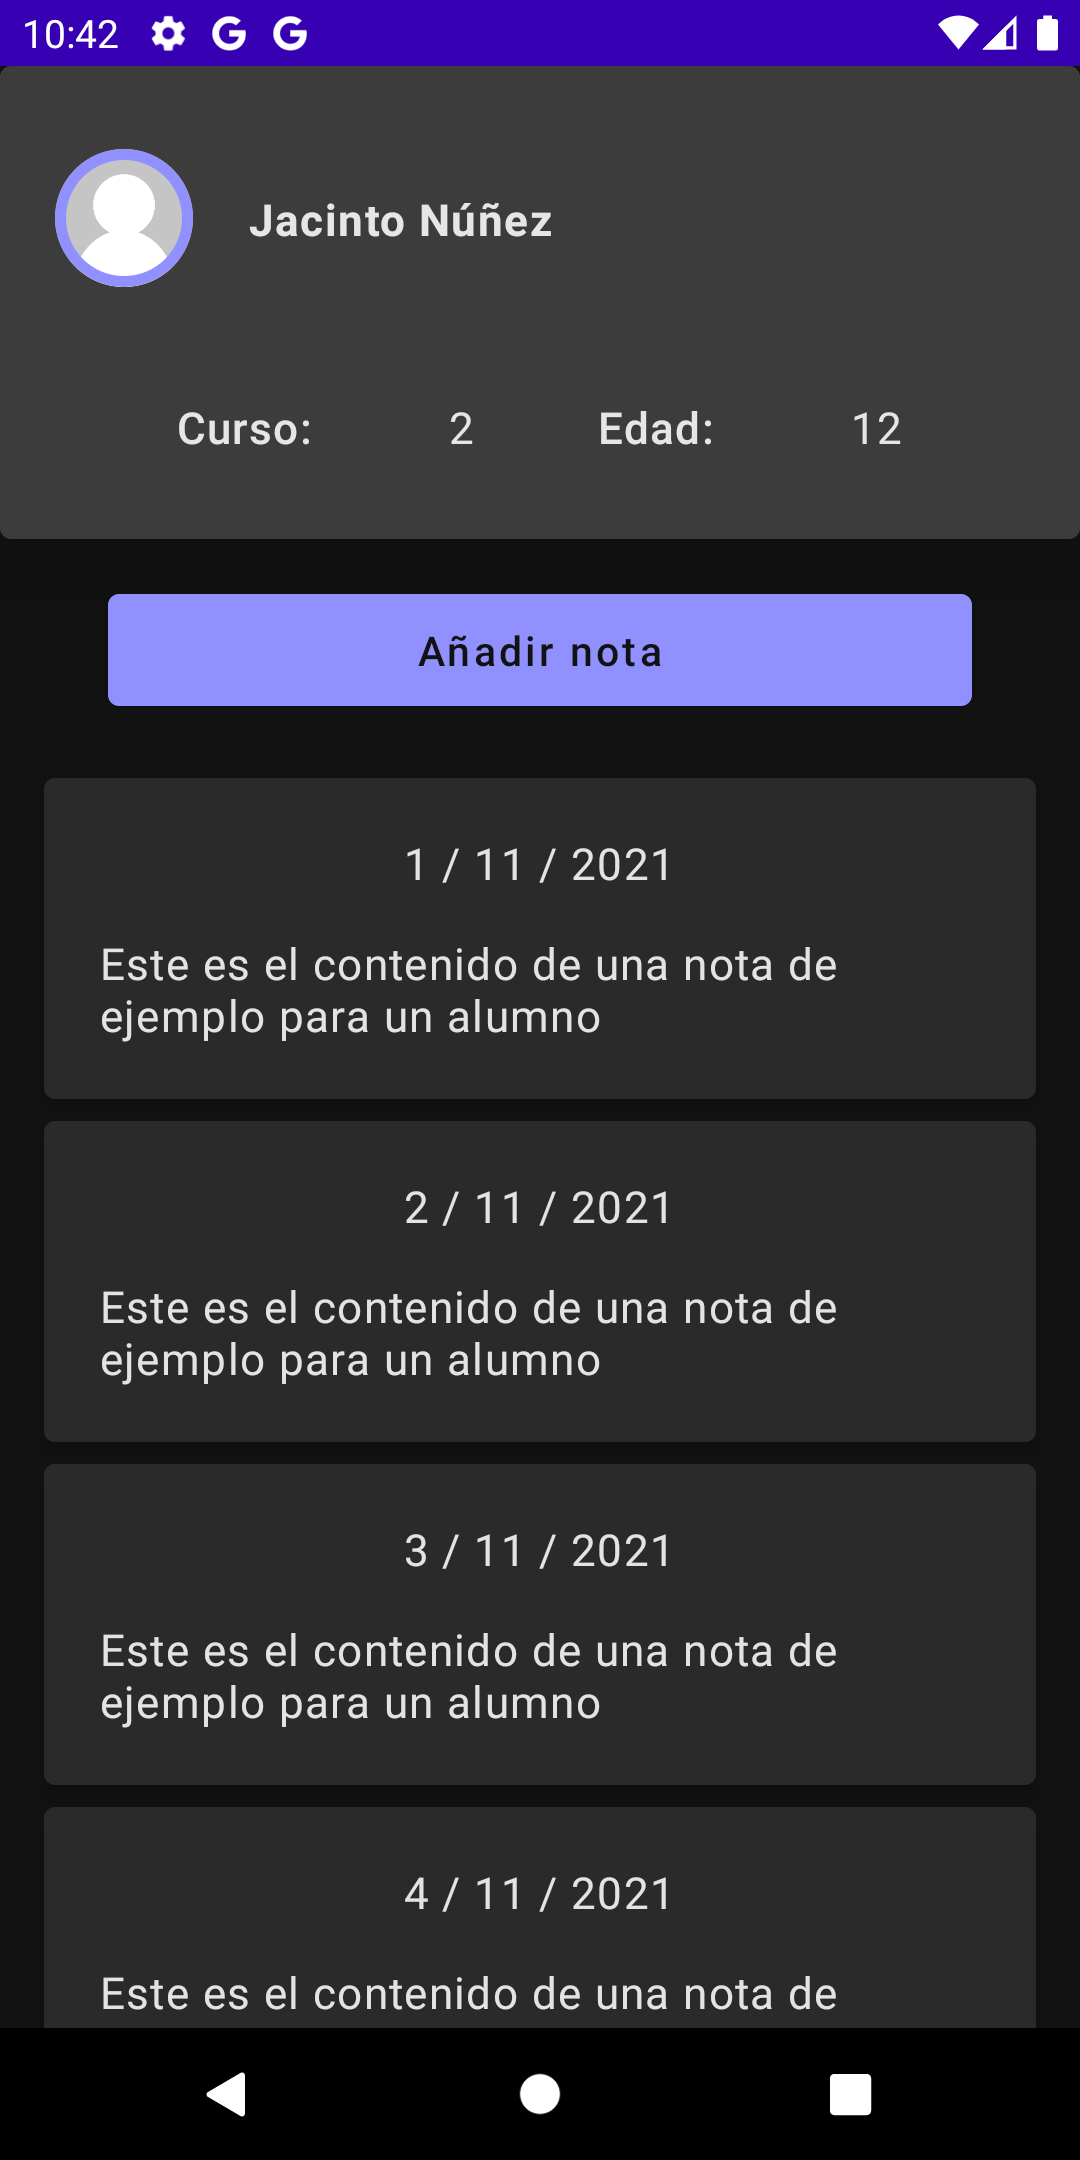 10:42
Jacinto Núñez
Curso: 2 Edad: 12
Añadir nota
1 / 11 / 2021
Este es el contenido de una nota de
ejemplo para un alumno
2 / 11 / 2021
Este es el contenido de una nota de
ejemplo para un alumno
3 / 11 / 2021
Este es el contenido de una nota de
ejemplo para un alumno
4 / 11 / 2021
Este es el contenido de una nota de